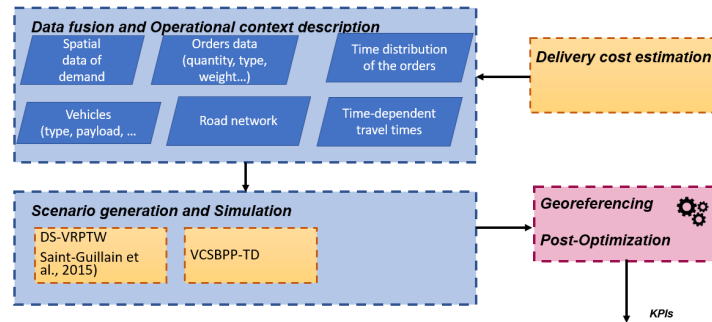 Data fusion and Operational context description
Spatial
data of
demand
Orders data
(quantity, type,
weight...)
Time distribution
of the orders
Vehicles
(type, payload, ...
Road network
Time-dependent
travel times
Delivery cost estimation
Scenario generation and Simulation
DS-VRPTW
Saint-Guillain et
al., 2015)
VCSBPP-TD
Georeferencing
Post-Optimization
KPIs